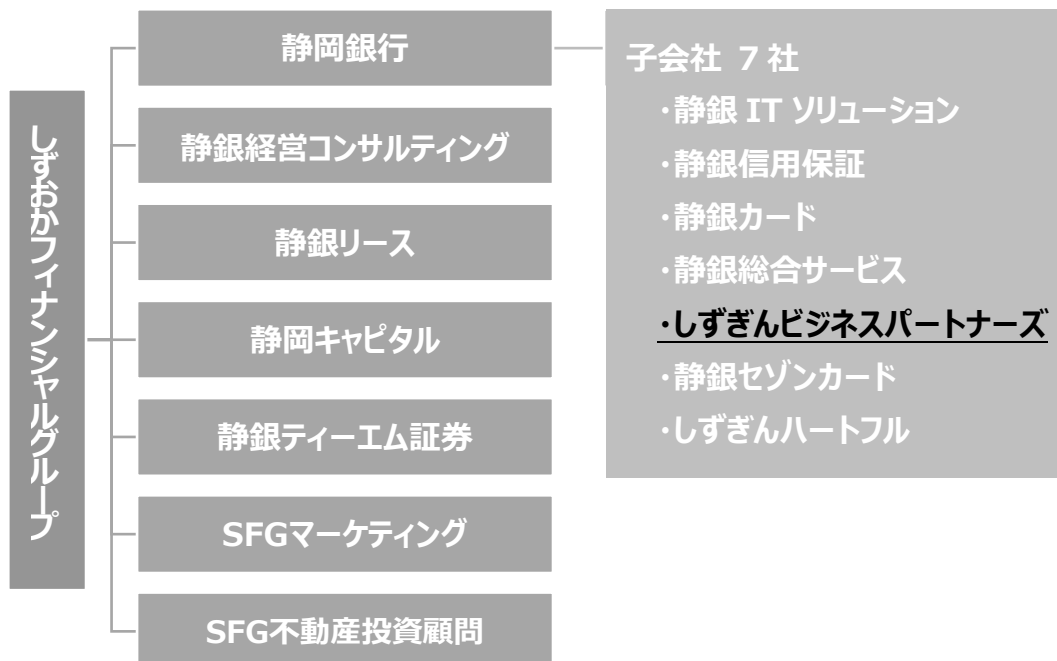 しずおかフィナンシャルグループ
静岡銀行
静銀経営コンサルティング
静銀リース
静岡キャピタル
静銀ティーエム証券
SFGマーケティング
SFG不動産投資顧問
子会社 7社
・静銀 IT ソリューション
・静銀信用保証
・静銀カード
・静銀総合サービス
・しずぎんビジネスパートナーズ
・静銀セゾンカード
・しずぎんハートフル